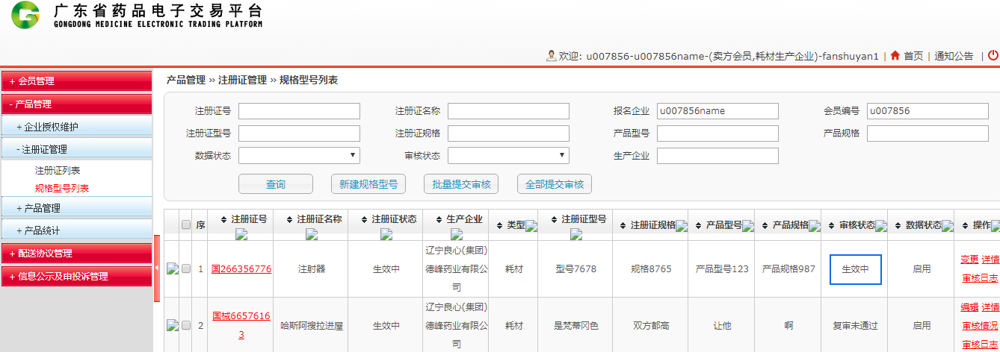 广东省药品电子交易平台
GONGDONG MEDICINE ELECTRONIC TRADING PLATFORM
欢迎: u007856-u007856name-(卖方会员,耗材生产企业)-fanshuyan1 | 首页 | 通知公告 |
+ 会员管理
- 产品管理
+ 企业授权维护
- 注册证管理
注册证列表
规格型号列表
+ 产品管理
+ 产品统计
+ 配送协议管理
+ 信息公示及申投诉管理
产品管理 » 注册证管理 » 规格型号列表
注册证号 注册证名称 报名企业 u007856name 会员编号 u007856
注册证型号 注册证规格 产品型号 产品规格
数据状态 审核状态 生产企业
查询 新建规格型号 批量提交审核 全部提交审核
序 注册证号 注册证名称 注册证状态 生产企业 类型 注册证型号 注册证规格 产品型号 产品规格 审核状态 数据状态 操作
1 国266356776 注射器 生效中 辽宁良心(集团)德峰药业有限公司 耗材 型号7678 规格8765 产品型号123 产品规格987 生效中 启用 变更 详情 审核日志
2 国械66576163 哈斯阿搜拉进屋 生效中 辽宁良心(集团)德峰药业有限公司 耗材 是梵蒂冈色 双方都高 让他 啊 复审未通过 启用 编辑 详情 审核情况 审核日志